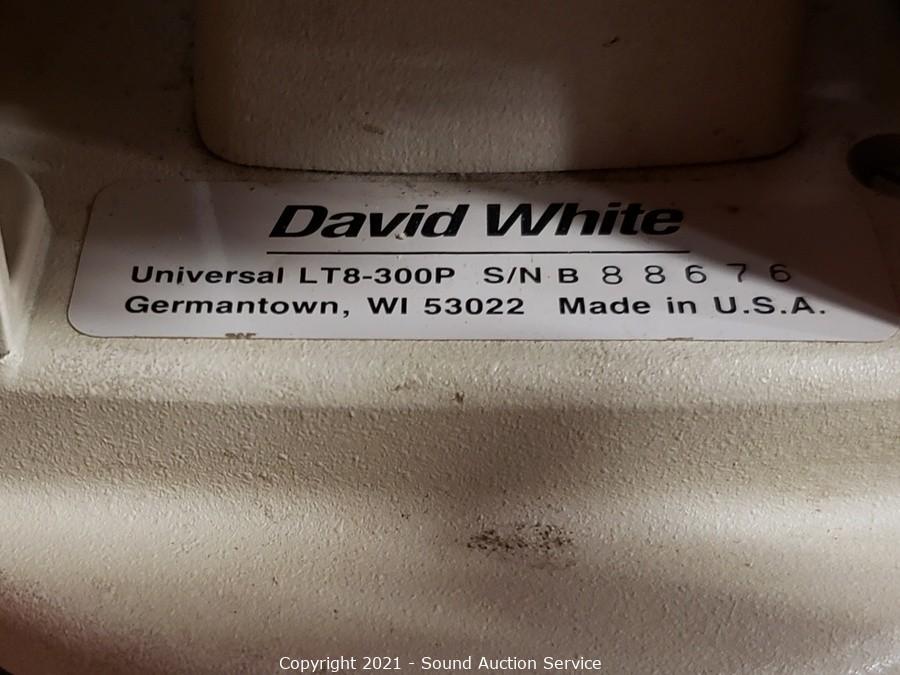 David White
Universal LT8-300P S/N B 88676
Germantown, WI 53022 Made in U.S.A.
Copyright 2021 - Sound Auction Service